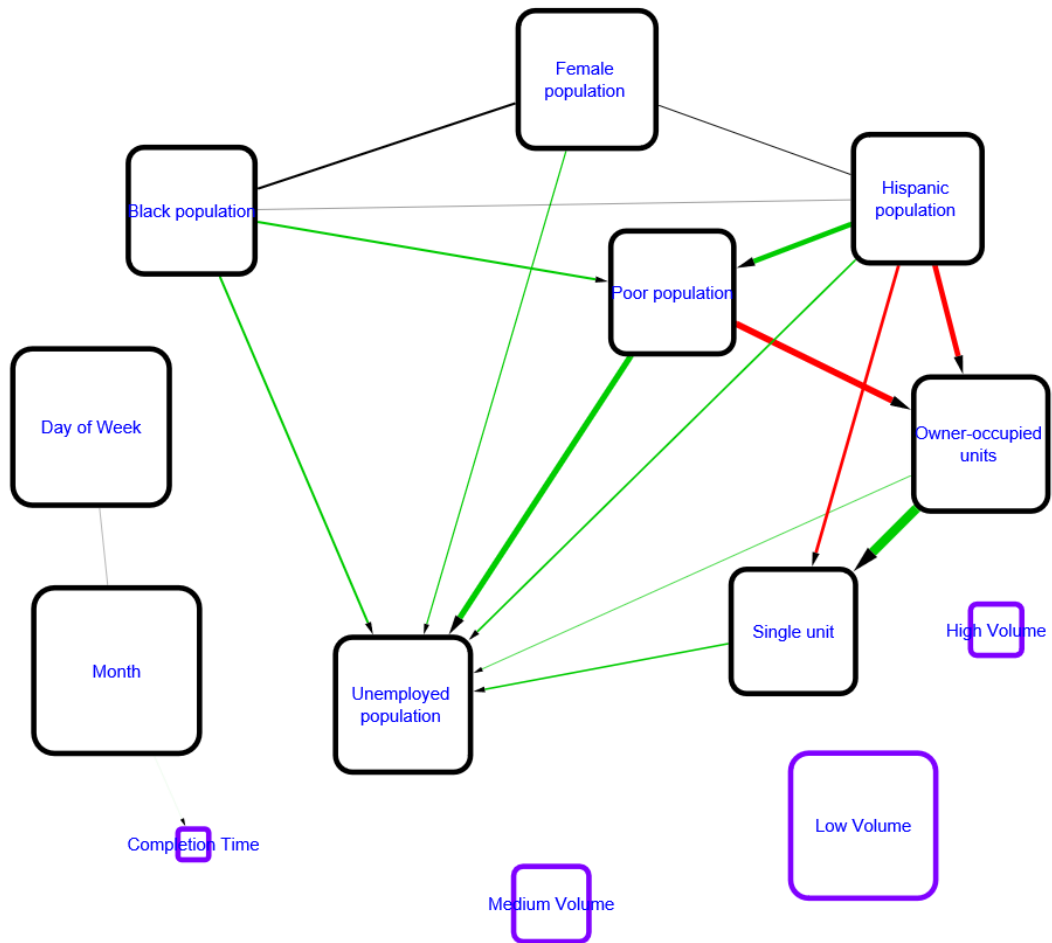 Female
population
Black population
Hispanic
population
Poor population
Day of Week
Owner-occupied
units
Single unit
High Volume
Month
Unemployed
population
Low Volume
Completion Time
Medium Volume